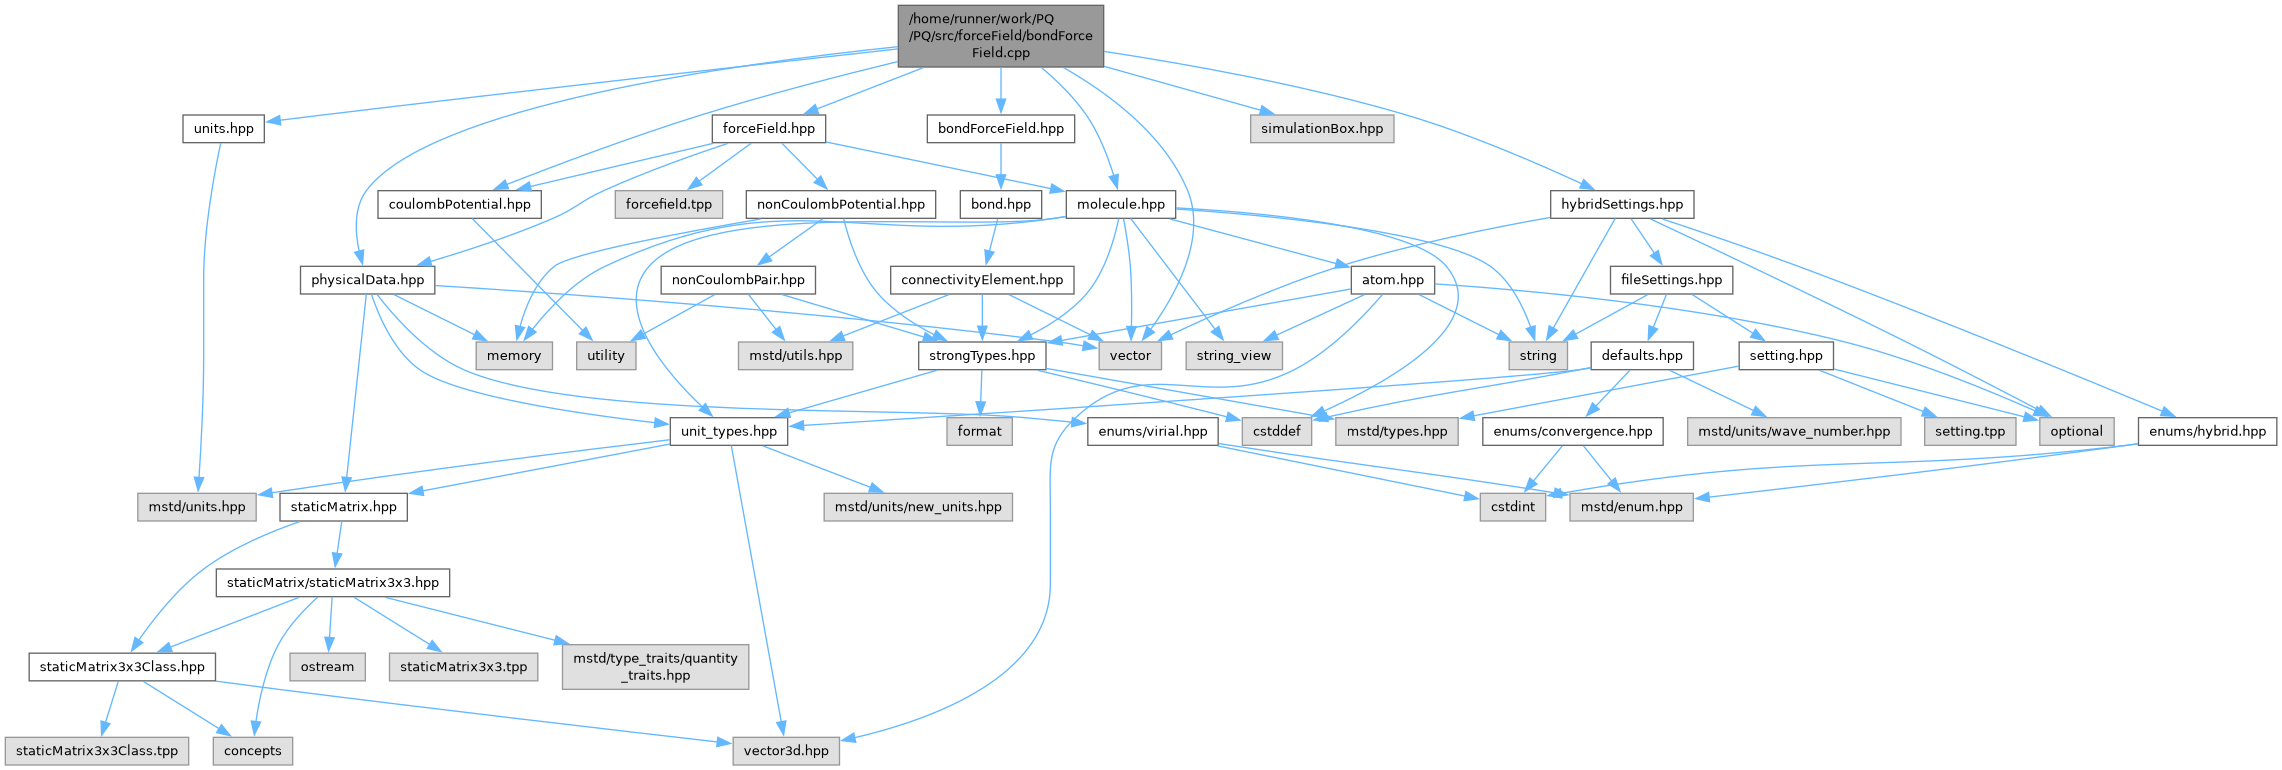 /home/runner/work/PQ
/PQ/src/forceField/bondForce
Field.cpp
units.hpp
forceField.hpp
bondForceField.hpp
simulationBox.hpp
coulombPotential.hpp
forcefield.tpp
nonCoulombPotential.hpp
bond.hpp
molecule.hpp
hybridSettings.hpp
physicalData.hpp
nonCoulombPair.hpp
connectivityElement.hpp
atom.hpp
fileSettings.hpp
memory
utility
mstd/utils.hpp
strongTypes.hpp
vector
string_view
string
defaults.hpp
setting.hpp
unit_types.hpp
format
enums/virial.hpp
cstddef
mstd/types.hpp
enums/convergence.hpp
mstd/units/wave_number.hpp
setting.tpp
optional
enums/hybrid.hpp
mstd/units.hpp
staticMatrix.hpp
mstd/units/new_units.hpp
cstdint
mstd/enum.hpp
staticMatrix/staticMatrix3x3.hpp
staticMatrix3x3Class.hpp
ostream
staticMatrix3x3.tpp
mstd/type_traits/quantity
_traits.hpp
staticMatrix3x3Class.tpp
concepts
vector3d.hpp